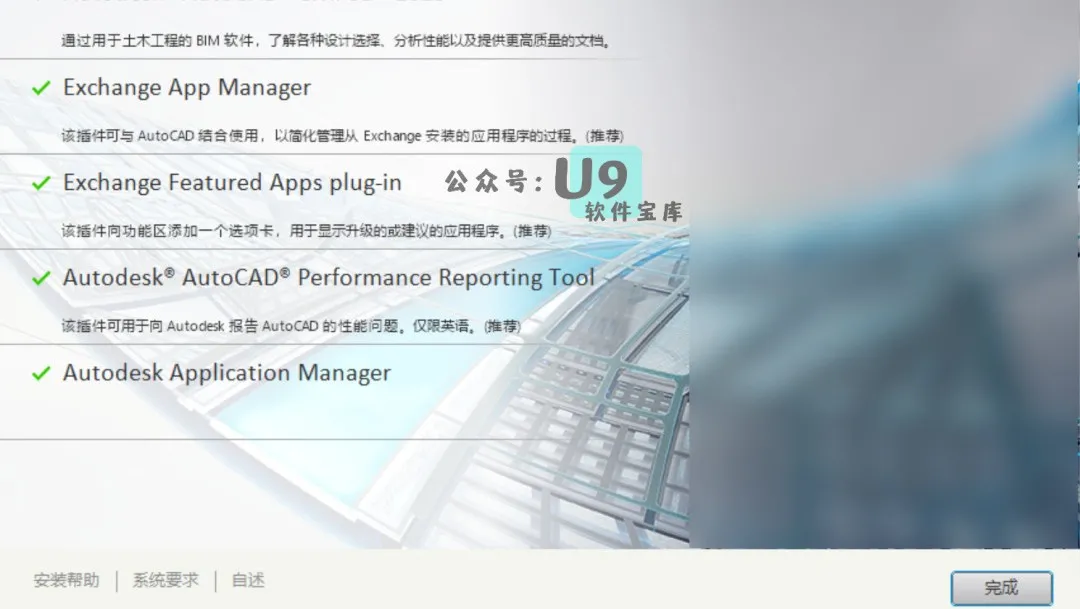 通过用于土木工程的 BIM 软件，了解各种设计选择、分析性能以及提供更高质量的文档。
Exchange App Manager
该插件可与 AutoCAD 结合使用，以简化管理从 Exchange 安装的应用程序的过程。(推荐)
Exchange Featured Apps plug-in
公众号：U9
软件宝库
该插件向功能区添加一个选项卡，用于显示升级的或建议的应用程序。(推荐)
Autodesk® AutoCAD® Performance Reporting Tool
该插件可用于向 Autodesk 报告 AutoCAD 的性能问题。仅限英语。(推荐)
Autodesk Application Manager
安装帮助 | 系统要求 | 自述
完成